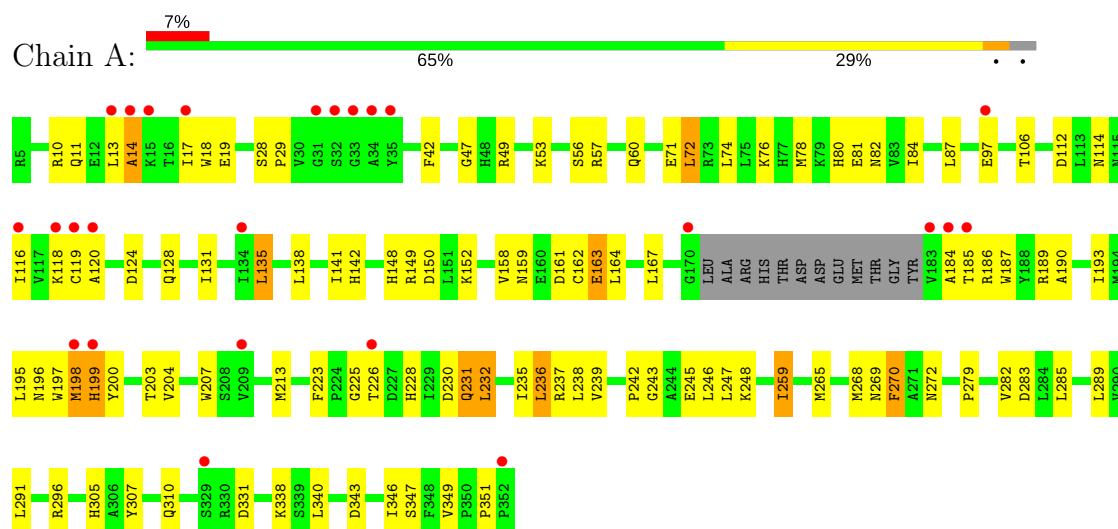 7%
Chain A:
65% 29% • •
R5 R10 Q11 E12 L13 A14 K15 T16 I17 W18 E19 S28 P29 V30 G31 S32 G33 A34 Y35 F42 G47 H48 R49 K53 S56 R57 Q60 E71 L72 R73 L74 L75 K76 H77 M78 K79 H80 E81 N82 V83 I84 L87 E97 T106 D112 L113 N114 N115
I116 V117 K118 C119 A120 D124 Q128 I131 I134 L135 L138 I141 H142 H148 R149 D150 L151 K152 V158 N159 E160 D161 C162 E163 L164 L167 G170 LEU ALA ARG HIS THR ASP ASP GLU MET THR GLY TYR V183 A184 T185 R186 W187 Y188 R189 A190 I193 M194
L195 N196 W197 M198 H199 Y200 T203 V204 W207 S208 V209 M213 F223 P224 G225 T226 D227 H228 I229 D230 Q231 L232 I235 L236 R237 L238 V239 P242 G243 A244 E245 L246 L247 K248 I259 M265 M268 N269 F270 A271 N272 P279 V282 D283 L284 L285 L289 V290
L291 R296 H305 A306 Y307 Q310 S329 R330 D331 K338 S339 L340 D343 I346 S347 F348 V349 P350 P351 P352